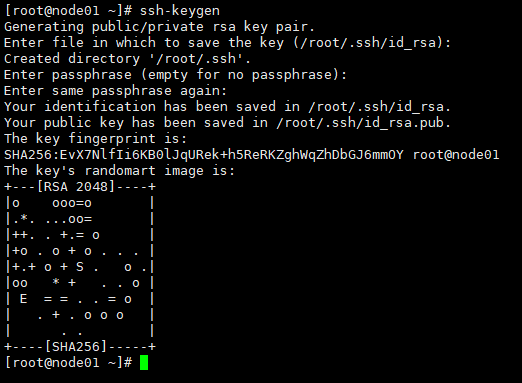 [root@node01 ~]# ssh-keygen
Generating public/private rsa key pair.
Enter file in which to save the key (/root/.ssh/id_rsa):
Created directory '/root/.ssh'.
Enter passphrase (empty for no passphrase):
Enter same passphrase again:
Your identification has been saved in /root/.ssh/id_rsa.
Your public key has been saved in /root/.ssh/id_rsa.pub.
The key fingerprint is:
SHA256:EvX7NlfIi6KB0lJqURek+h5ReRKZghWqZhDbGJ6mmOY root@node01
The key's randomart image is:
+---[RSA 2048]----+
|o    ooo=o       |
|.*. ...oo=       |
|++. . +.= o      |
|+o . o + o . . . |
|+.+ o + S .   o .|
|oo   * +   . . o |
| E  = = . . = o  |
|   . + . o o o   |
|      . .        |
+----[SHA256]-----+
[root@node01 ~]#